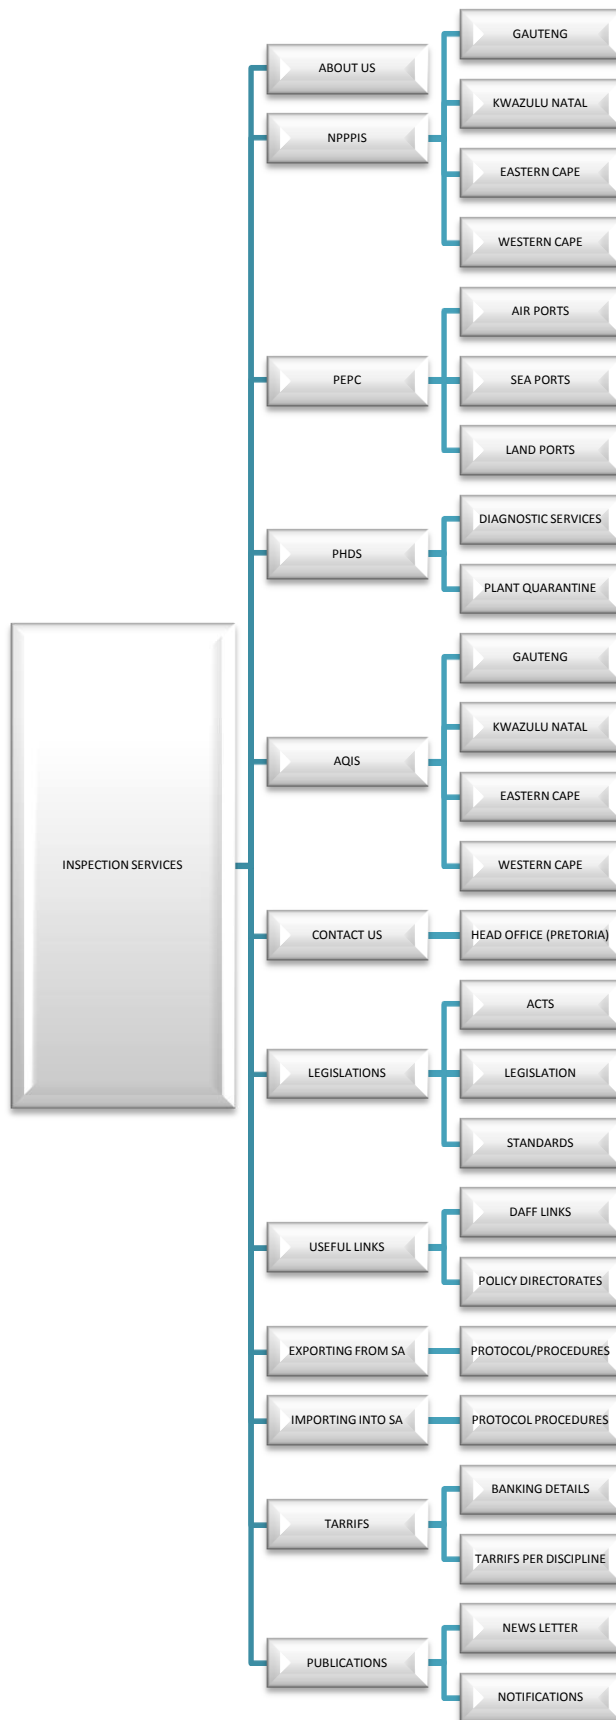 INSPECTION SERVICES
ABOUT US
NPPPIS
GAUTENG
KWAZULU NATAL
EASTERN CAPE
WESTERN CAPE
PEPC
AIR PORTS
SEA PORTS
LAND PORTS
PHDS
DIAGNOSTIC SERVICES
PLANT QUARANTINE
AQIS
GAUTENG
KWAZULU NATAL
EASTERN CAPE
WESTERN CAPE
CONTACT US
HEAD OFFICE (PRETORIA)
LEGISLATIONS
ACTS
LEGISLATION
STANDARDS
USEFUL LINKS
DAFF LINKS
POLICY DIRECTORATES
EXPORTING FROM SA
PROTOCOL/PROCEDURES
IMPORTING INTO SA
PROTOCOL PROCEDURES
TARRIFS
BANKING DETAILS
TARRIFS PER DISCIPLINE
PUBLICATIONS
NEWS LETTER
NOTIFICATIONS